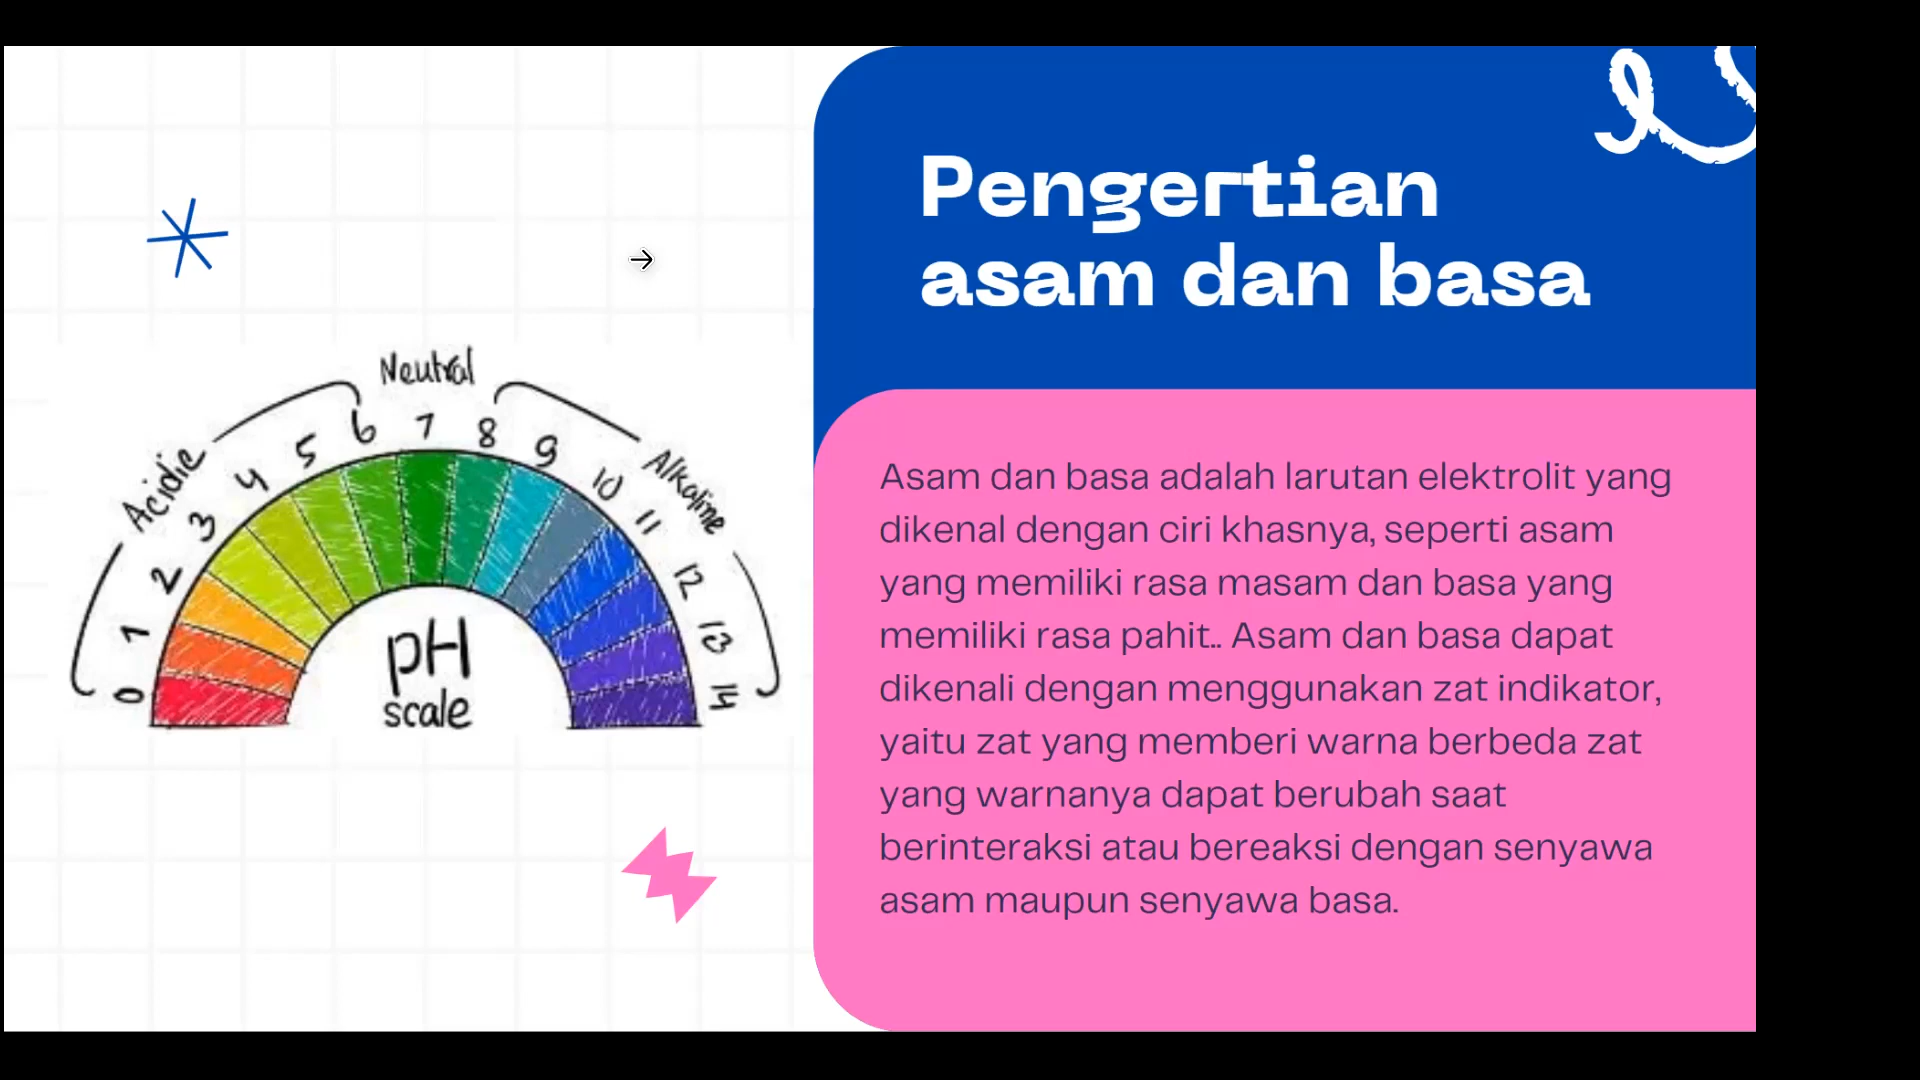 Neutral
Acidic
Alkaline
0
1
2
3
4
5
6
7
8
9
10
11
12
13
14
pH
scale
Pengertian
asam dan basa
Asam dan basa adalah larutan elektrolit yang
dikenal dengan ciri khasnya, seperti asam
yang memiliki rasa masam dan basa yang
memiliki rasa pahit.. Asam dan basa dapat
dikenali dengan menggunakan zat indikator,
yaitu zat yang memberi warna berbeda zat
yang warnanya dapat berubah saat
berinteraksi atau bereaksi dengan senyawa
asam maupun senyawa basa.